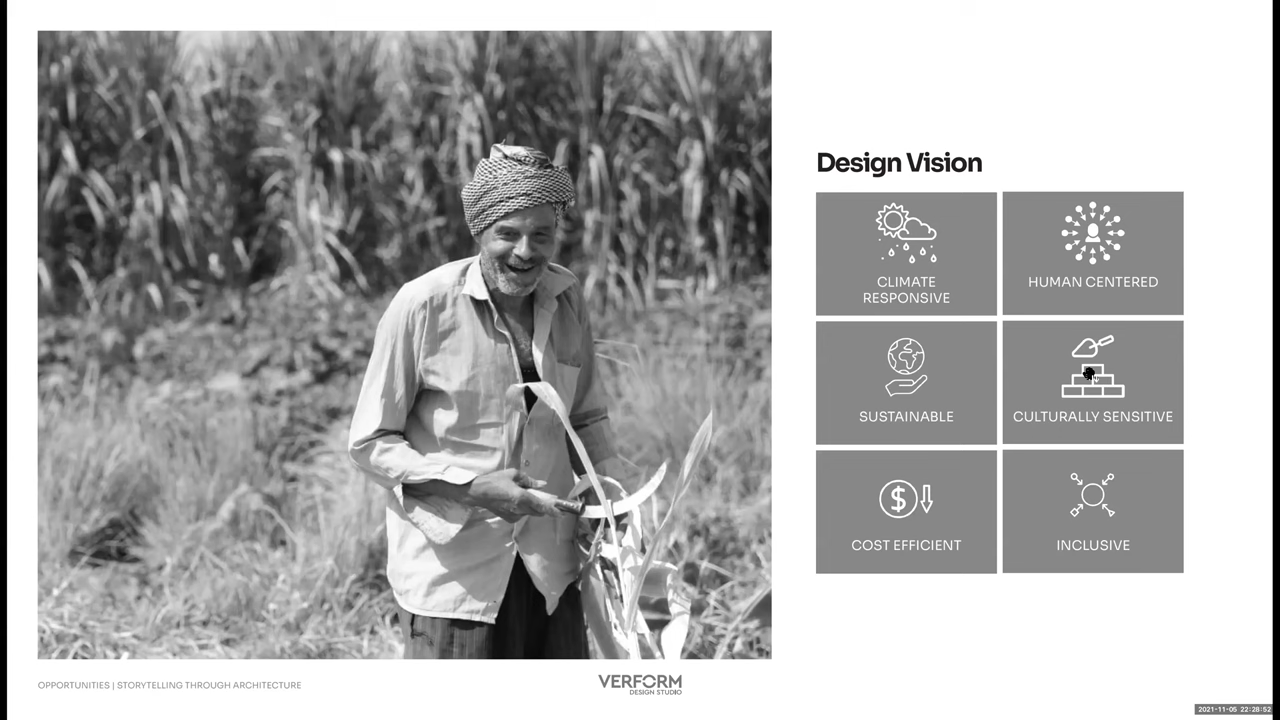 Design Vision
CLIMATE
RESPONSIVE
HUMAN CENTERED
SUSTAINABLE
CULTURALLY SENSITIVE
$
COST EFFICIENT
INCLUSIVE
OPPORTUNITIES | STORYTELLING THROUGH ARCHITECTURE
VERFORM
DESIGN STUDIO
2021-11-05 22:28:52